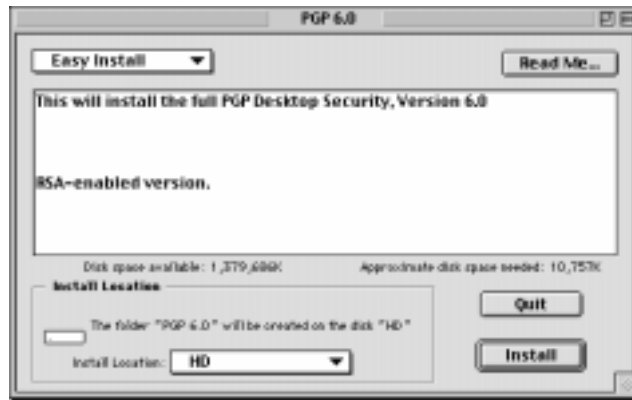 PGP 6.0
Easy Install
Read Me...
This will install the full PGP Desktop Security, Version 6.0
RSA-enabled version.
Disk space available: 1,379,686K Approximate disk space needed: 10,757K
Install Location
The folder "PGP 6.0" will be created on the disk "HD"
Quit
Install Location: HD
Install